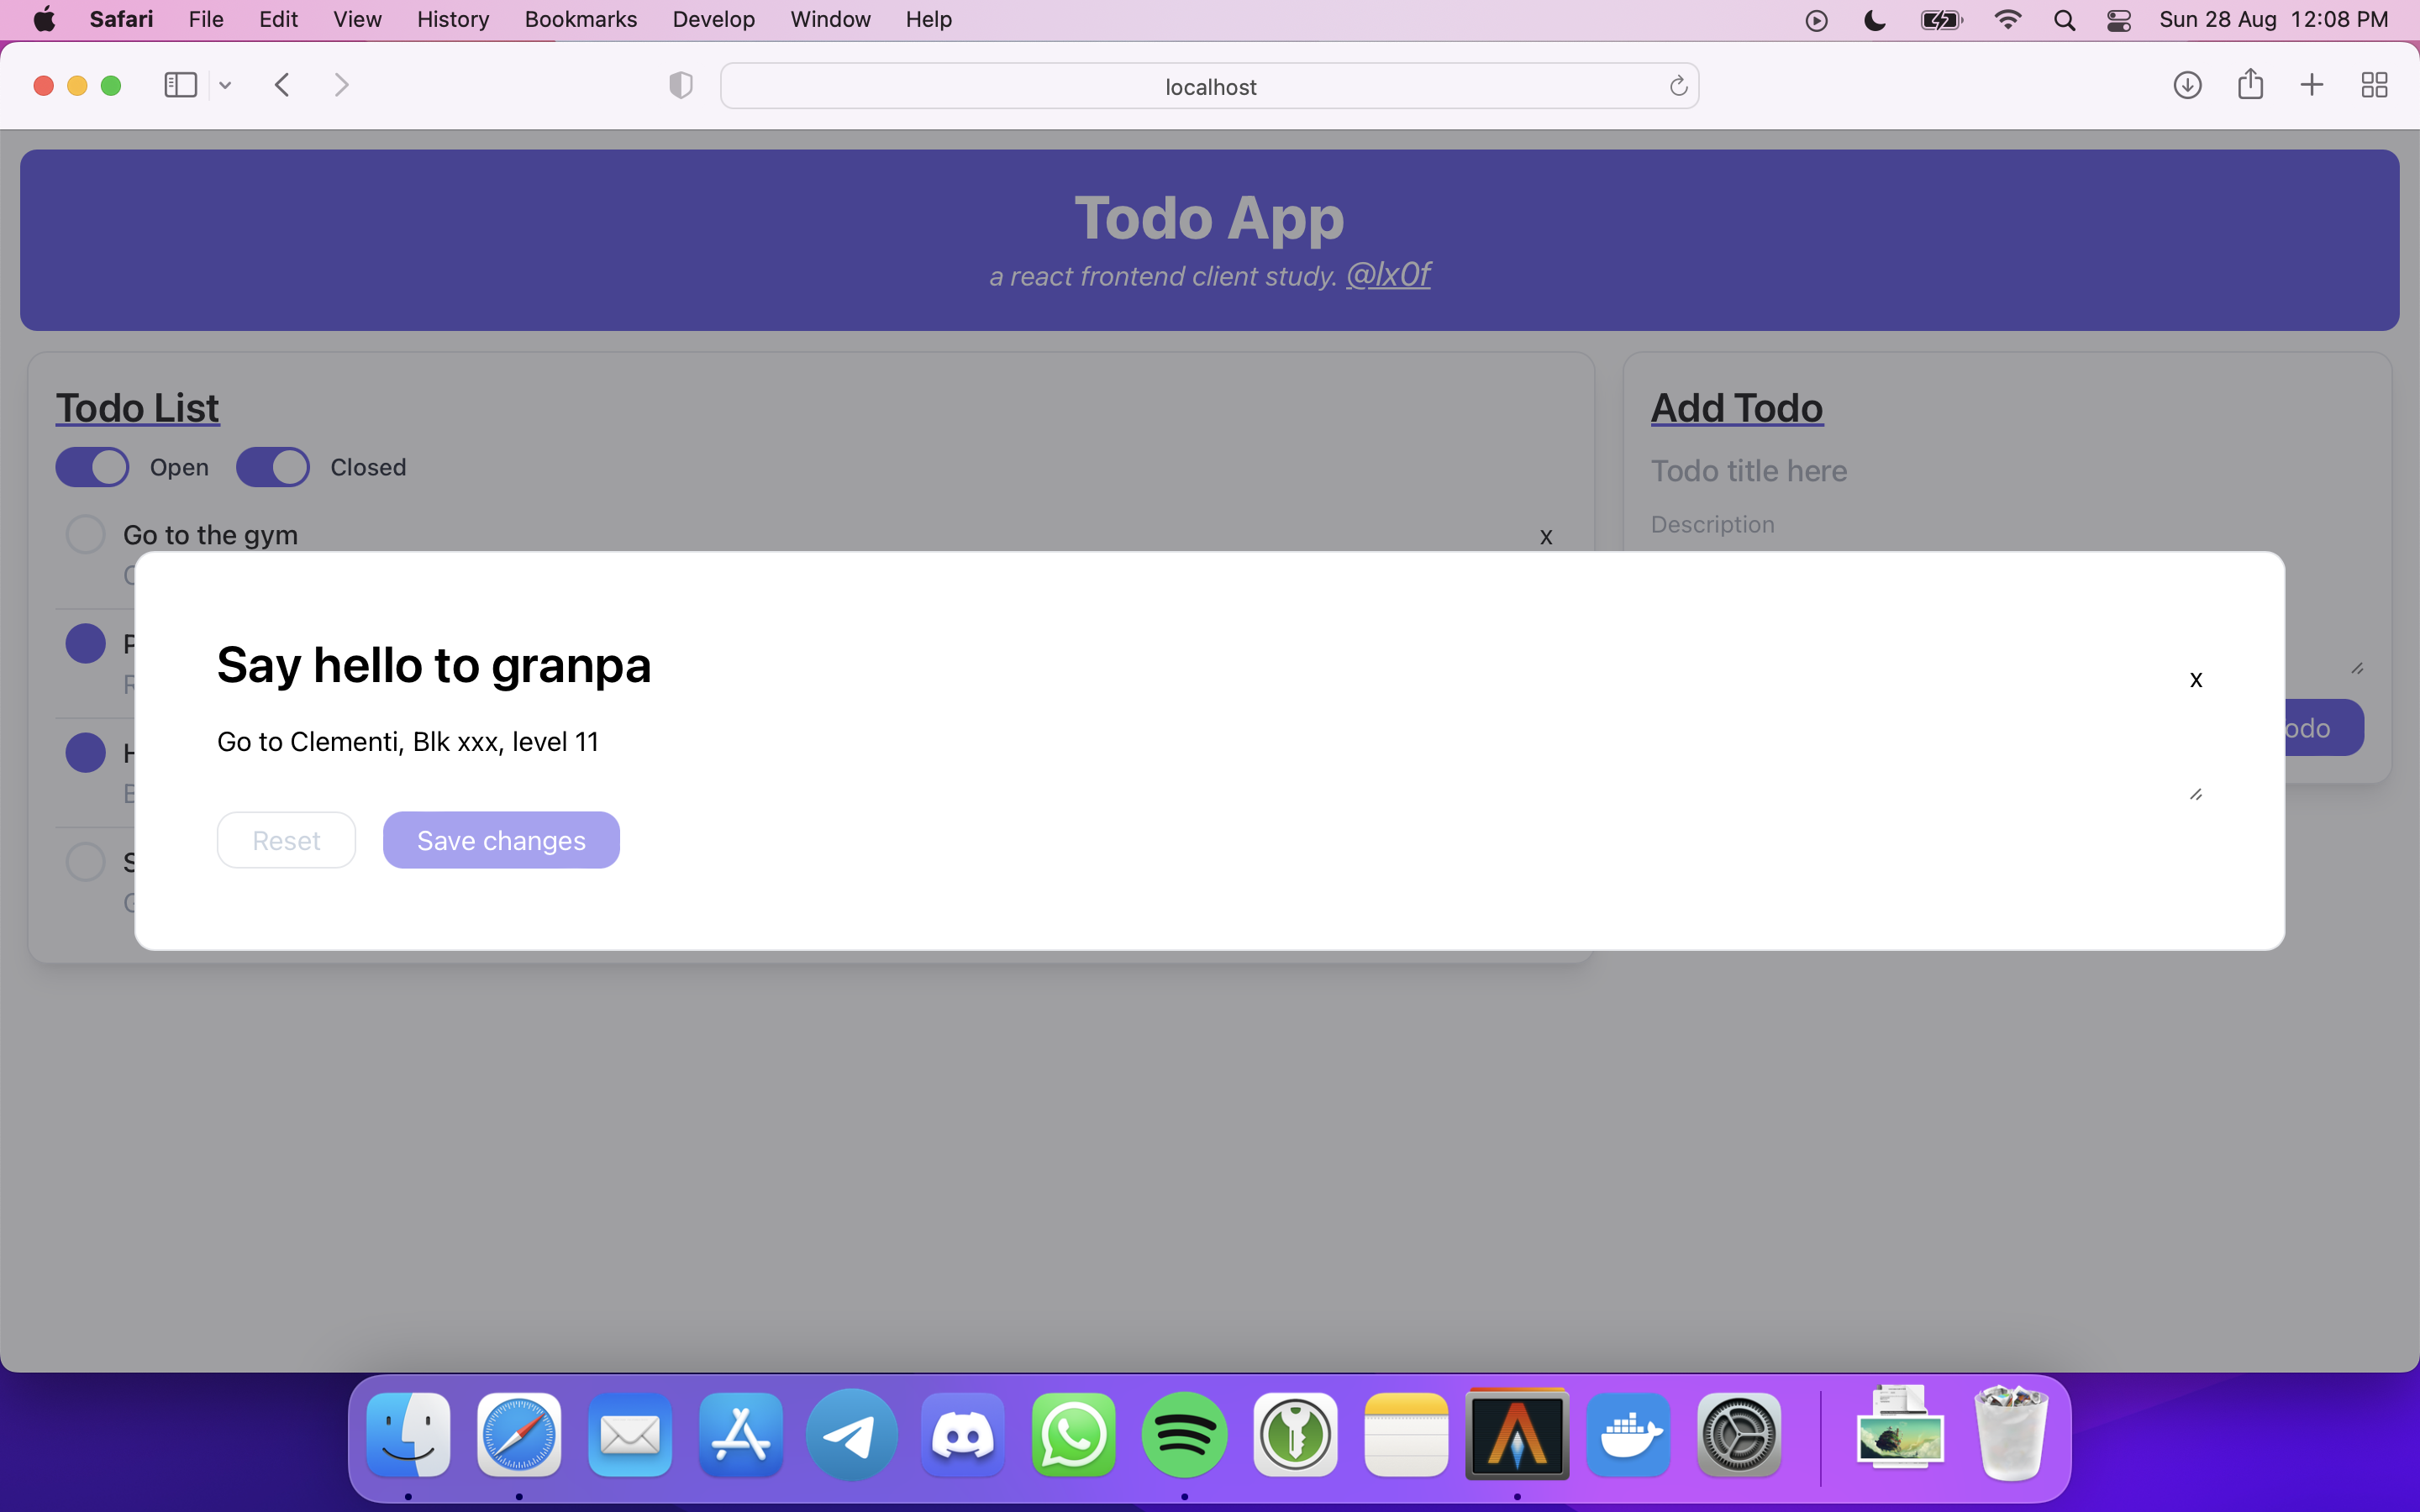 Safari File Edit View History Bookmarks Develop Window Help Sun 28 Aug 12:08 PM
localhost
Todo App
a react frontend client study. @lx0f
Todo List
Open Closed
Go to the gym x
Add Todo
Todo title here
Description
Say hello to granpa x
Go to Clementi, Blk xxx, level 11
Reset Save changes